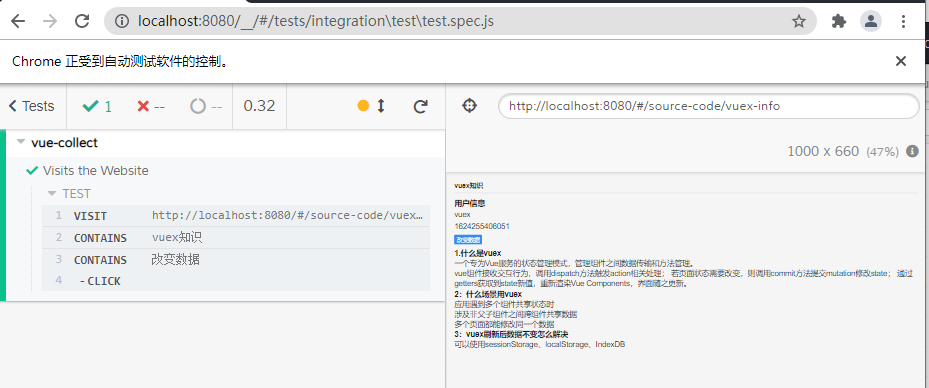 localhost:8080/__/#/tests/integration\test\test.spec.js
Chrome 正受到自动测试软件的控制。
Tests 1 -- -- 0.32
http://localhost:8080/#/source-code/vuex-info
1000 x 660 (47%)
vue-collect
Visits the Website
TEST
1 VISIT http://localhost:8080/#/source-code/vuex…
2 CONTAINS vuex知识
3 CONTAINS 改变数据
4 -CLICK
vuex知识
用户信息
vuex
1624255406051
改变数据
1.什么是vuex
一个专为Vue服务的状态管理模式，管理组件之间数据传输和方法管理。
vue组件接收交互行为，调用dispatch方法触发action相关处理； 若页面状态需要改变，则调用commit方法提交mutation修改state； 通过
getters获取到state新值，重新渲染Vue Components，界面随之更新。
2：什么场景用vuex
应用遇到多个组件共享状态时
涉及非父子组件之间跨组件共享数据
多个页面都能修改同一个数据
3：vuex刷新后数据不变怎么解决
可以使用sessionStorage、localStorage、IndexDB